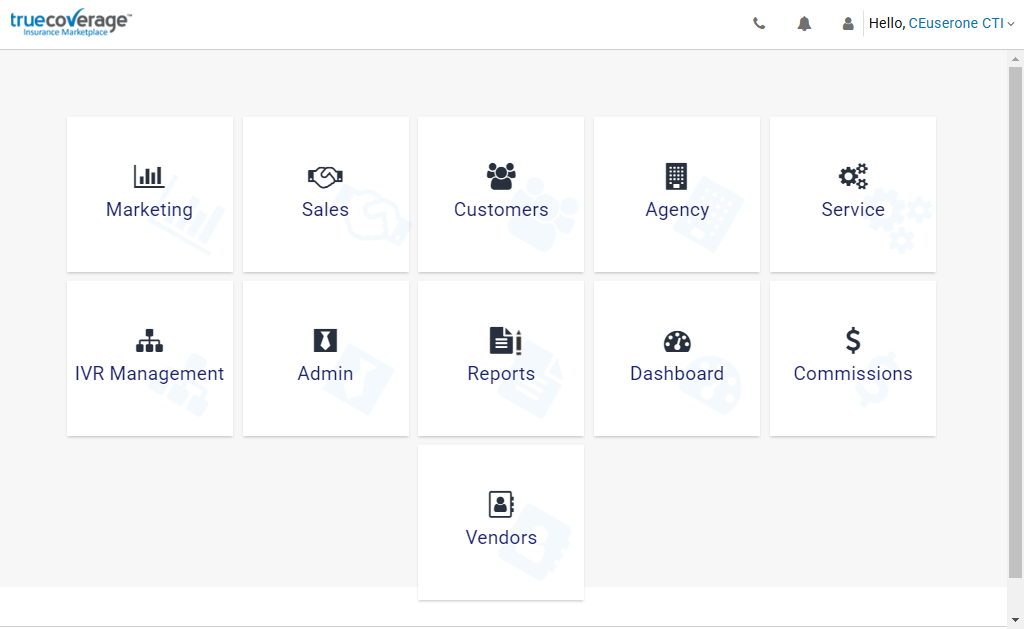 truecoverage™
Insurance Marketplace
Hello, CEuserone CTI
Marketing
Sales
Customers
Agency
Service
IVR Management
Admin
Reports
Dashboard
Commissions
Vendors